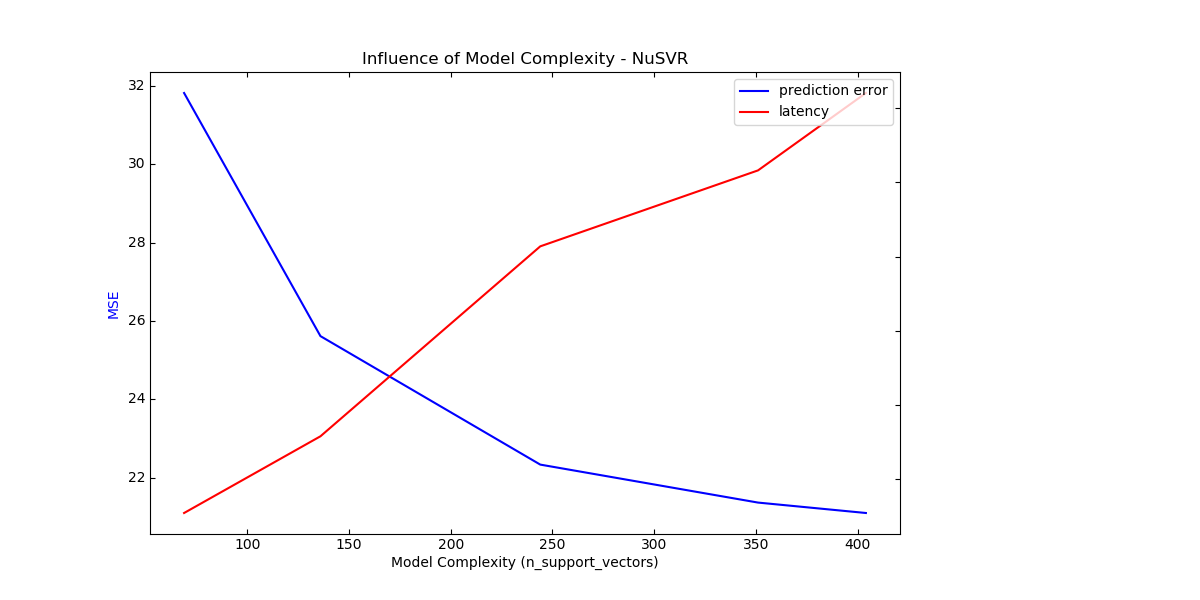 Influence of Model Complexity - NuSVR
prediction error
latency
32
30
28
26
24
22
MSE
100 150 200 250 300 350 400
Model Complexity (n_support_vectors)